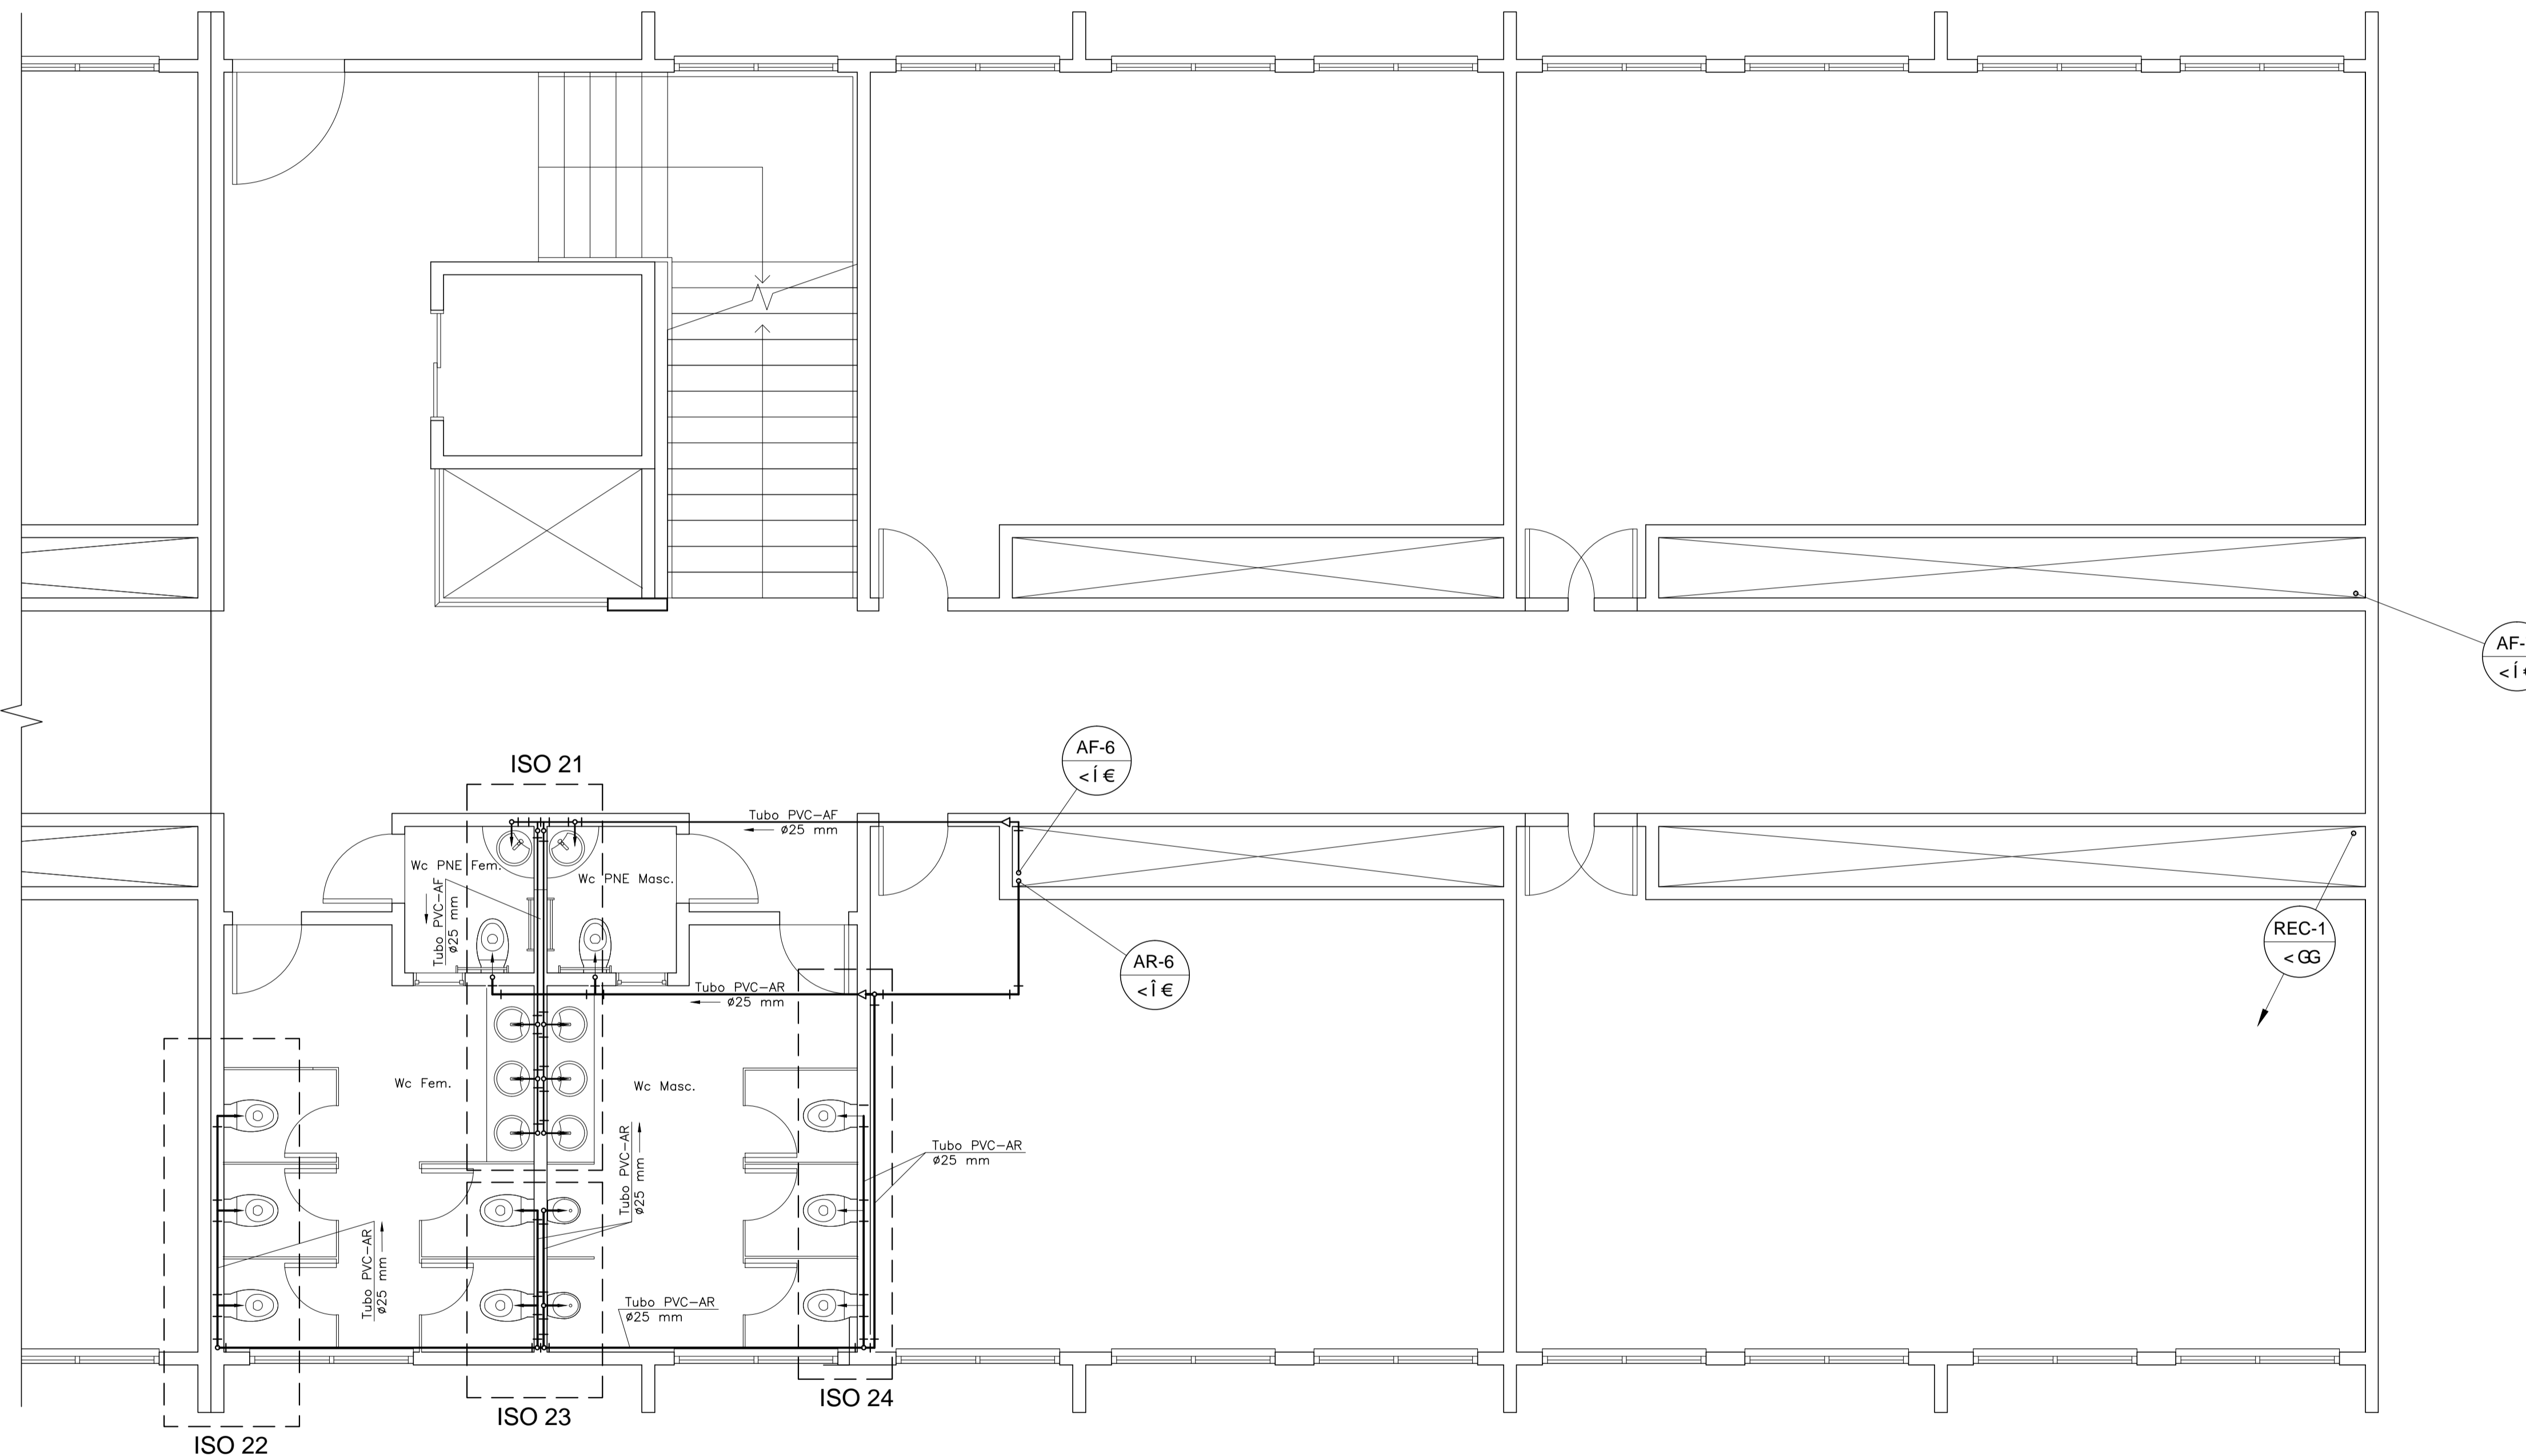 AF-
<Í
ISO 21
AF-6
<Í €
Tubo PVC-AF
ø25 mm
Wc PNE Fem.
Wc PNE Masc.
Tubo PVC-AF
ø25 mm
REC-1
AR-6
<Î €
Tubo PVC-AR
ø25 mm
Wc Fem.
Wc Masc.
Tubo PVC-AR
ø25 mm
Tubo PVC-AR
ø25 mm
Tubo PVC-AR
ø25 mm
Tubo PVC-AR
ø25 mm
ISO 24
ISO 23
ISO 22